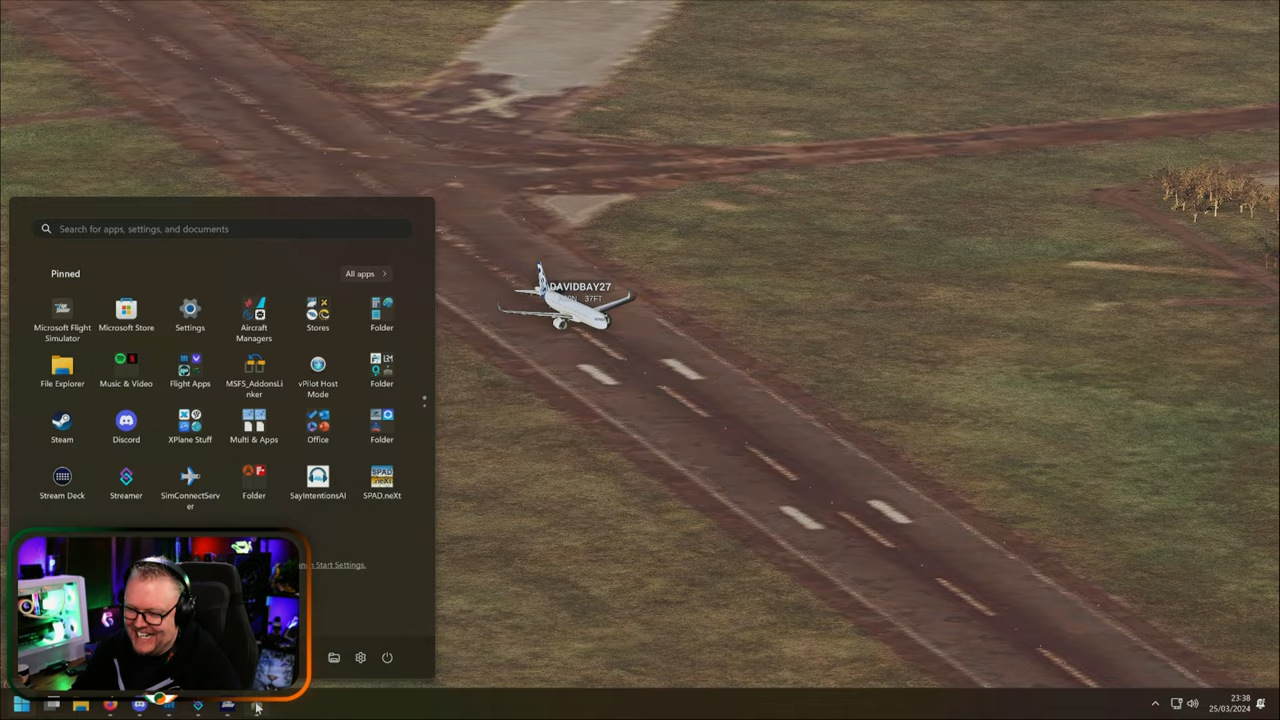 Search for apps, settings, and documents
Pinned
All apps
DAVIDBAY27
37FT
Microsoft Flight
Simulator
Microsoft Store
Settings
Aircraft
Managers
Stores
Folder
File Explorer
Music & Video
Flight Apps
MSFS_AddonsLi
nker
vPilot Host
Mode
Folder
Steam
Discord
XPlane Stuff
Multi & Apps
Office
Folder
Stream Deck
Streamer
SimConnectServ
er
Folder
SayIntentionsAI
SPAD.neXt
Start Settings.
23:38
25/03/2024